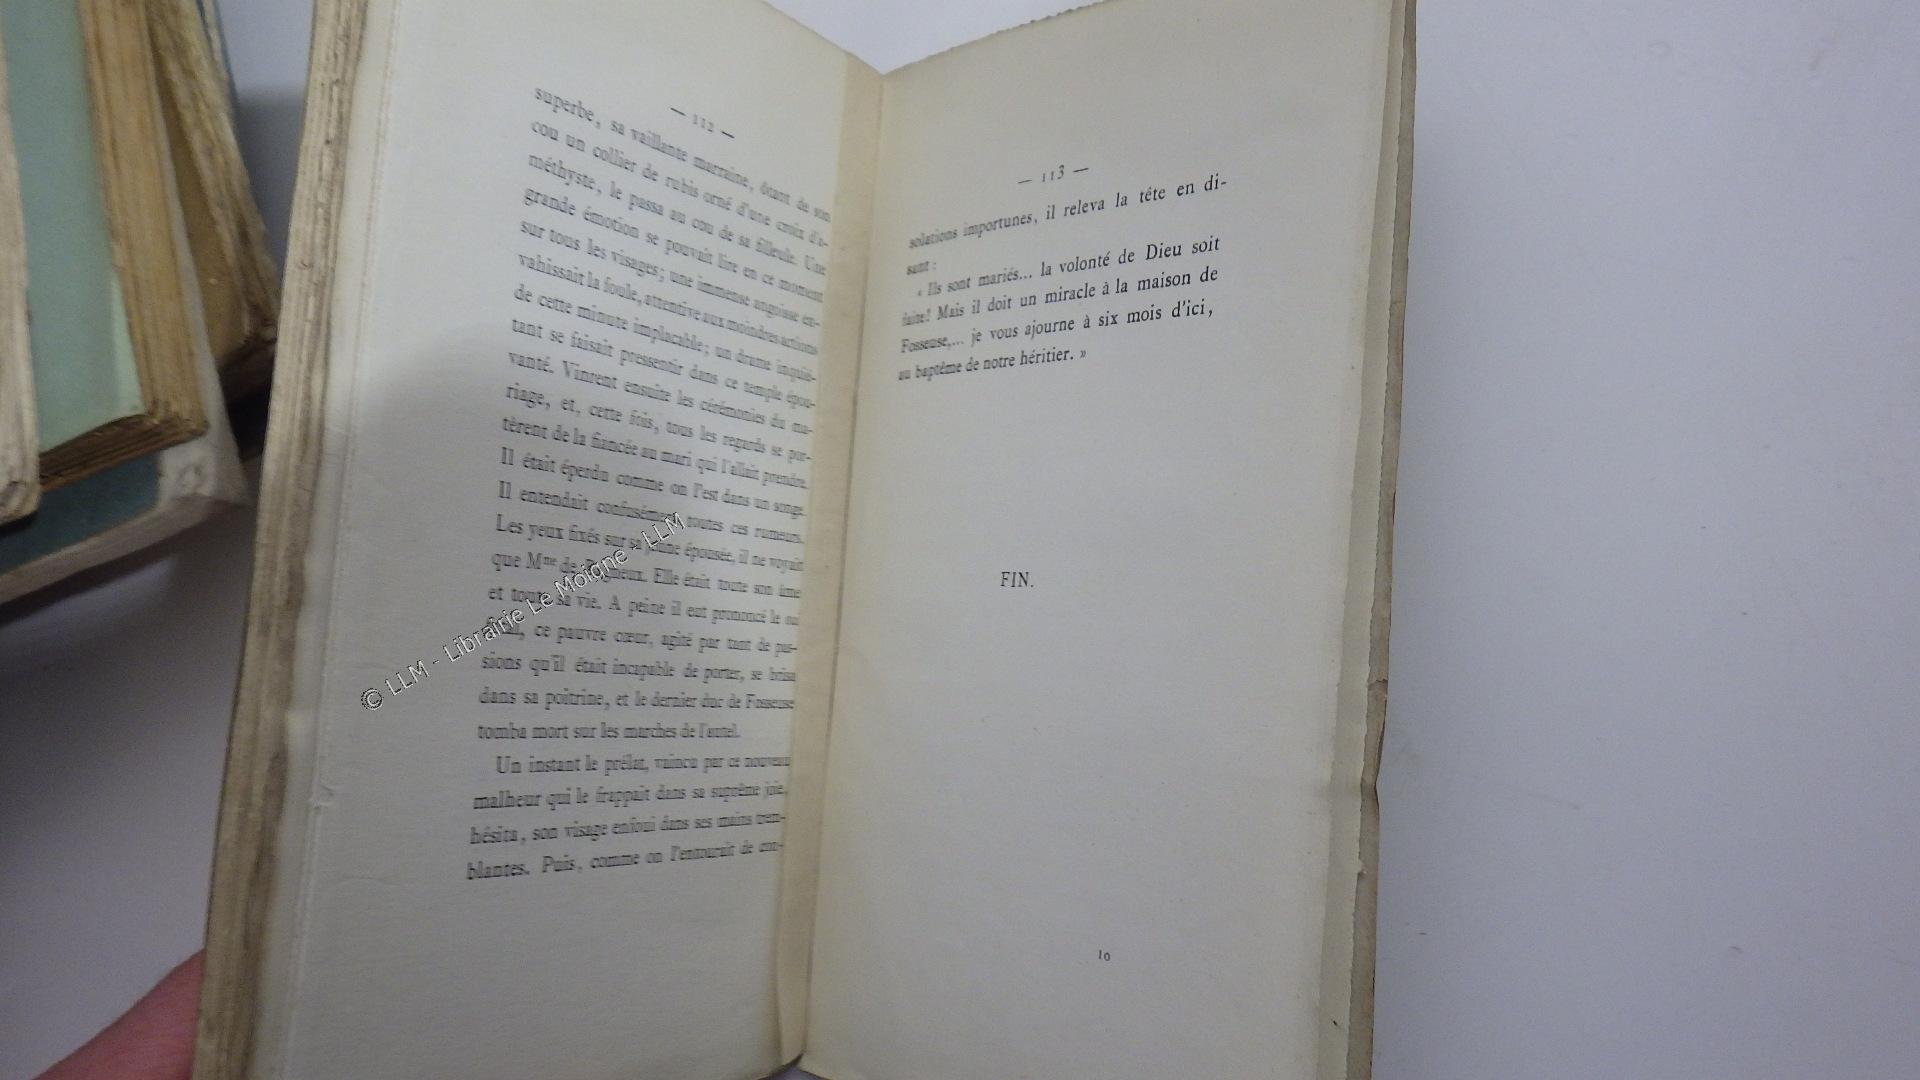 — 112 —
superbe, sa vaillante marraine, ôtant de son
cou un collier de rubis orné d'une croix d'a-
méthyste, le passa au cou de sa filleule. Une
grande émotion se pouvait lire en ce moment
sur tous les visages; une immense angoisse en-
vahissait la foule, attentive aux moindres actions
de cette minute implacable; un drame inquié-
tant se faisait pressentir dans ce temple épou-
vanté. Vinrent ensuite les cérémonies du ma-
riage, et, cette fois, tous les regards se por-
tèrent de la fiancée au mari qui l'allait prendre.
Il était éperdu comme on l'est dans un songe.
Il entendait confusément toutes ces rumeurs.
Les yeux fixés sur sa jeune épousée, il ne voyait
que Mme de Elle était toute son âme
et toute sa vie. A peine il eut prononcé le oui
ce pauvre cœur, agité par tant de pas-
sions qu'il était incapable de porter, se brisa
dans sa poitrine, et le dernier duc de Fosseuse
tomba mort sur les marches de l'autel.
Un instant le prélat, vaincu par ce nouveau
malheur qui le frappait dans sa suprême joie,
hésita, son visage enfoui dans ses mains trem-
blantes. Puis, comme on l'entourait de con-
© LLM - Librairie Le Moigne - LLM
— 113 —
solations importunes, il releva la tête en di-
sant :
« Ils sont mariés... la volonté de Dieu soit
faite! Mais il doit un miracle à la maison de
Fosseuse,... je vous ajourne à six mois d'ici,
au baptême de notre héritier. »
FIN.
10